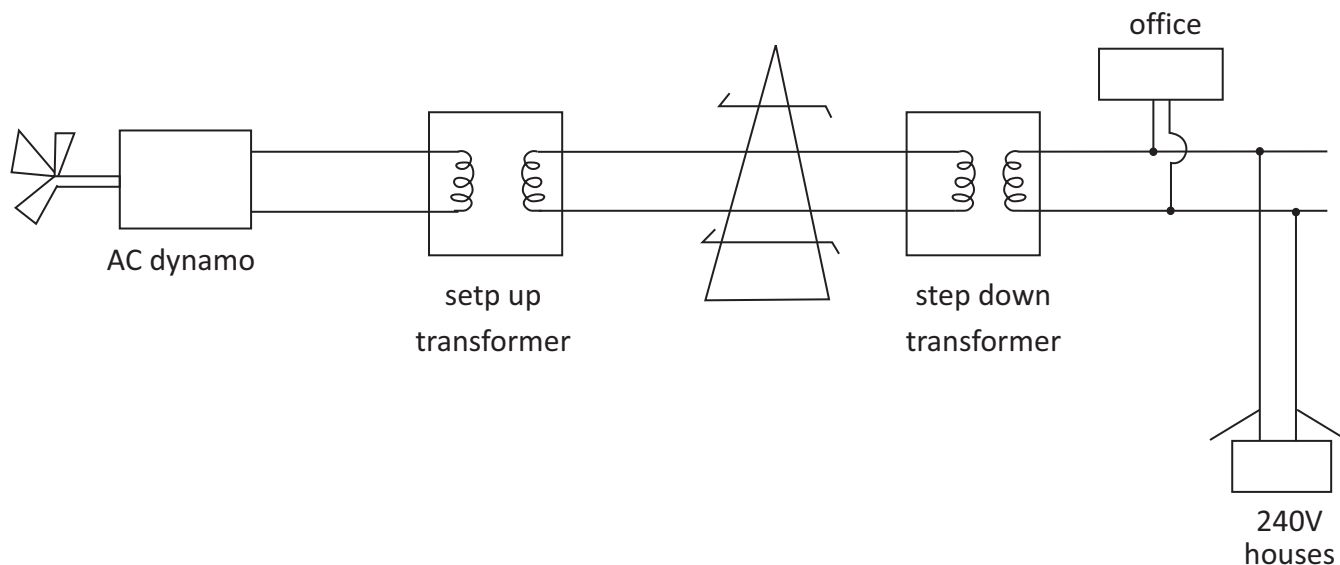 office
AC dynamo
setp up
transformer
step down
transformer
240V
houses